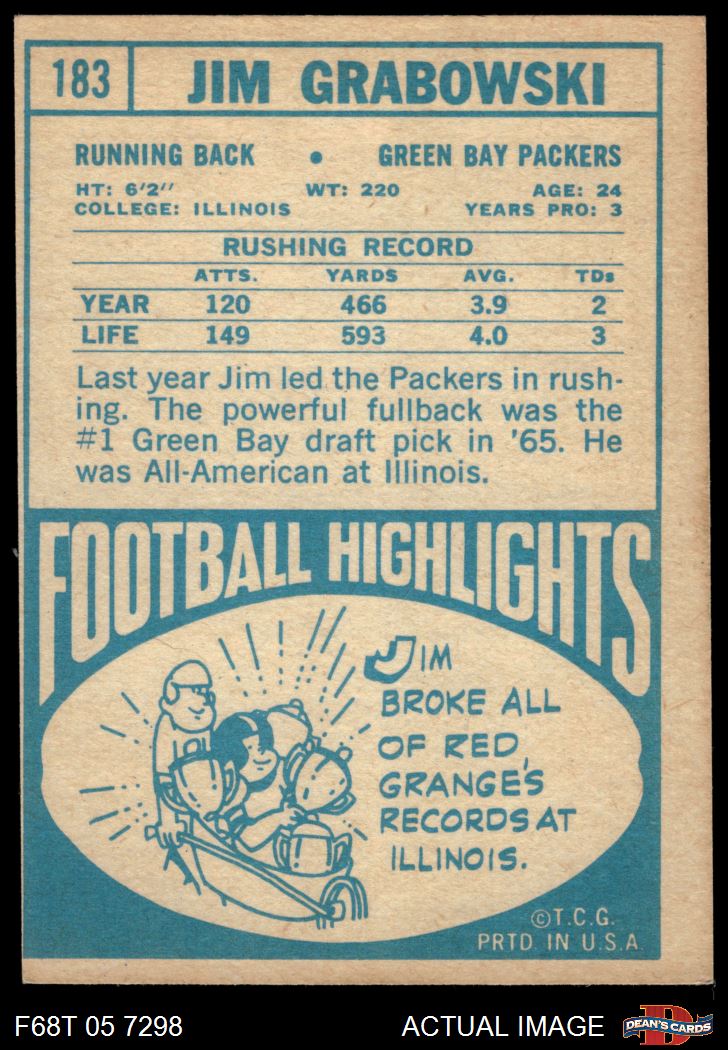 183 JIM GRABOWSKI
RUNNING BACK • GREEN BAY PACKERS
HT: 6'2" WT: 220 AGE: 24
COLLEGE: ILLINOIS YEARS PRO: 3
RUSHING RECORD
ATTS. YARDS AVG. TDs
YEAR 120 466 3.9 2
LIFE 149 593 4.0 3
Last year Jim led the Packers in rush-
ing. The powerful fullback was the
#1 Green Bay draft pick in '65. He
was All-American at Illinois.
FOOTBALL HIGHLIGHTS
JIM
BROKE ALL
OF RED
GRANGE'S
RECORDS AT
ILLINOIS.
©T.C.G.
PRTD. IN U.S.A.
F68T 05 7298 ACTUAL IMAGE D DEAN'S CARDS